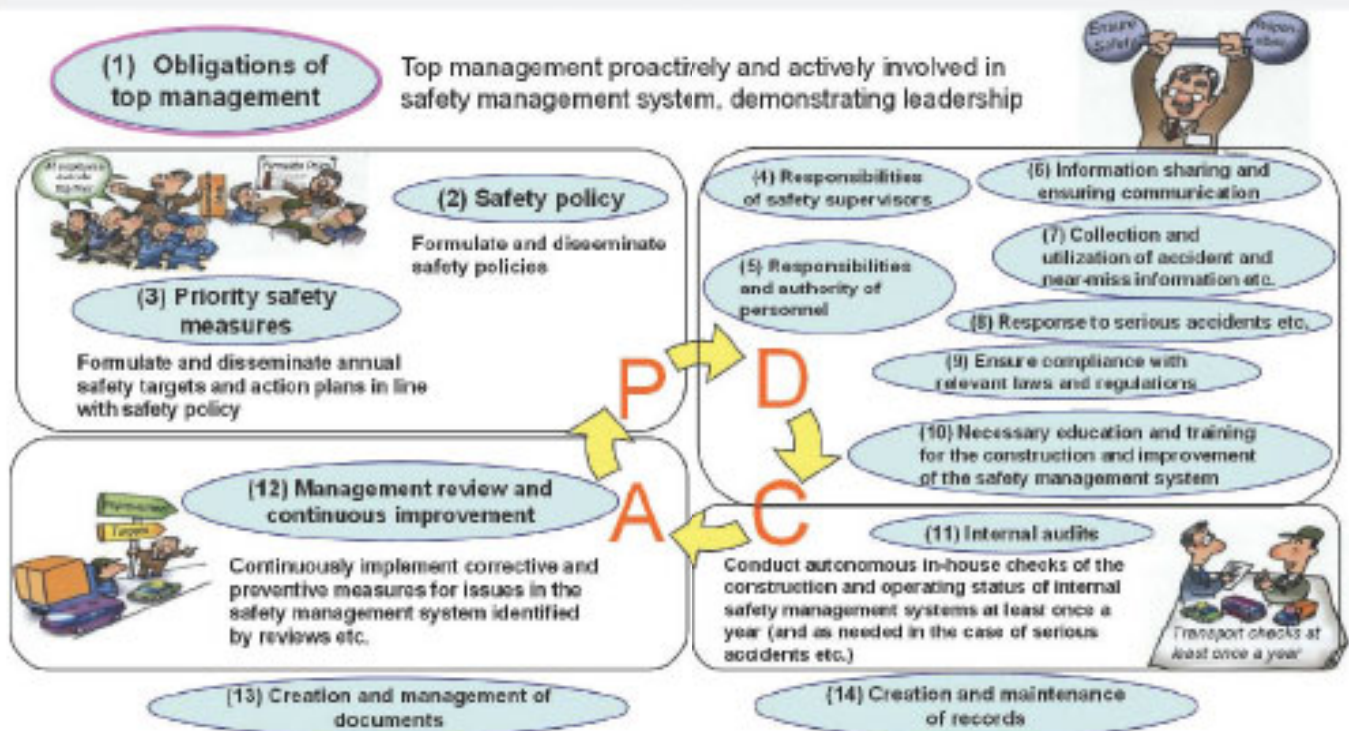 (1) Obligations of
top management
Top management proactively and actively involved in
safety management system, demonstrating leadership
Ensure
Safety
(2) Safety policy
Formulate and disseminate
safety policies
(3) Priority safety
measures
Formulate and disseminate annual
safety targets and action plans in line
with safety policy
P
(4) Responsibilities
of safety supervisors
(5) Responsibilities
and authority of
personnel
(6) Information sharing and
ensuring communication
(7) Collection and
utilization of accident and
near-miss information etc.
(8) Response to serious accidents etc.
(9) Ensure compliance with
relevant laws and regulations
(10) Necessary education and training
for the construction and improvement
of the safety management system
D
C
(11) Internal audits
Conduct autonomous in-house checks of the
construction and operating status of internal
safety management systems at least once a
year (and as needed in the case of serious
accidents etc.)
Transport checks at
least once a year
A
(12) Management review and
continuous improvement
Targets
Continuously implement corrective and
preventive measures for issues in the
safety management system identified
by reviews etc.
(13) Creation and management of
documents
(14) Creation and maintenance
of records